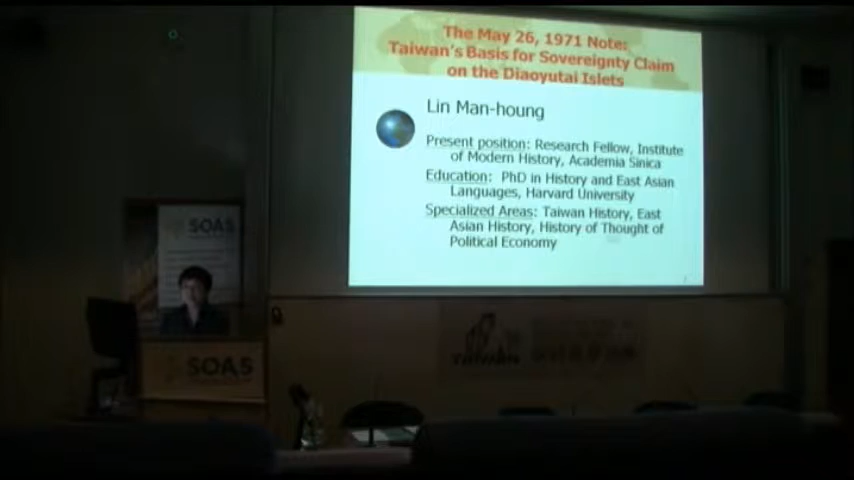 The May 26, 1971 Note:
Taiwan's Basis for Sovereignty Claim
on the Diaoyutai Islets
Lin Man-houng
Present position: Research Fellow, Institute
of Modern History, Academia Sinica
Education: PhD in History and East Asian
Languages, Harvard University
Specialized Areas: Taiwan History, East
Asian History, History of Thought of
Political Economy
SOAS
SOAS
TAIWAN